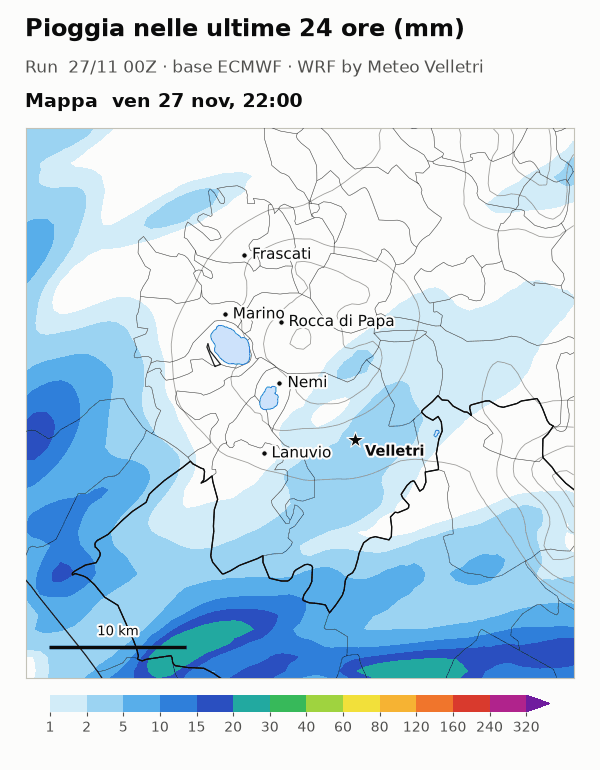 Pioggia nelle ultime 24 ore (mm)
Run 27/11 00Z · base ECMWF · WRF by Meteo Velletri
Mappa ven 27 nov, 22:00
Frascati
Marino
Rocca di Papa
Nemi
Velletri
Lanuvio
10 km
1 2 5 10 15 20 30 40 60 80 120 160 240 320